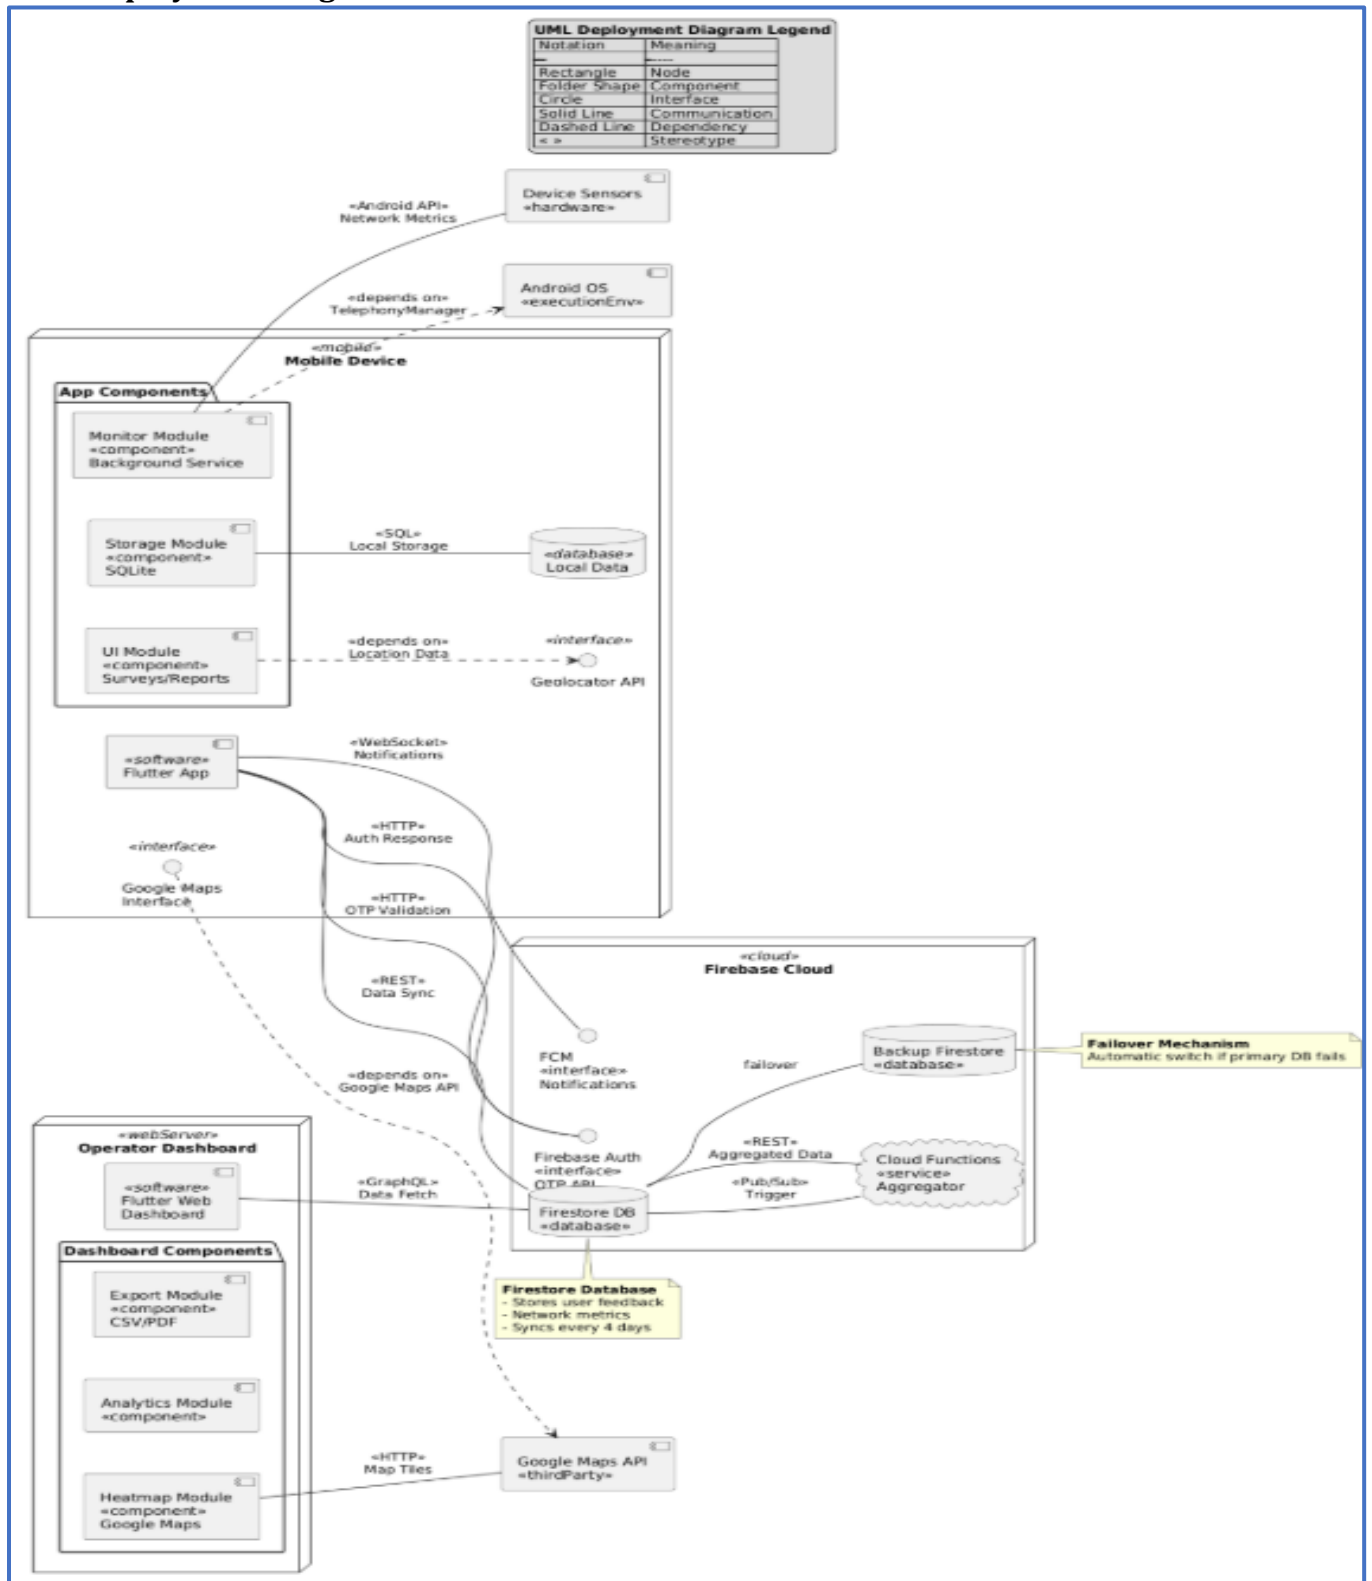 UML Deployment Diagram Legend
Notation Meaning
Rectangle Node
Folder Shape Component
Circle Interface
Solid Line Communication
Dashed Line Dependency
« » Stereotype
Device Sensors
«hardware»
«Android API»
Network Metrics
Android OS
«executionEnv»
«depends on»
TelephonyManager
«mobile»
Mobile Device
App Components
Monitor Module
«component»
Background Service
Storage Module
«component»
SQLite
«SQL»
Local Storage
«database»
Local Data
UI Module
«component»
Surveys/Reports
«depends on»
Location Data
«interface»
Geolocator API
«software»
Flutter App
«WebSocket»
Notifications
«HTTP»
Auth Response
«interface»
Google Maps
Interface
«HTTP»
OTP Validation
«REST»
Data Sync
«depends on»
Google Maps API
«cloud»
Firebase Cloud
FCM
«interface»
Notifications
failover
Backup Firestore
«database»
Failover Mechanism
Automatic switch if primary DB fails
Firebase Auth
«interface»
OTP API
«REST»
Aggregated Data
«Pub/Sub»
Trigger
Cloud Functions
«service»
Aggregator
Firestore DB
«database»
Firestore Database
- Stores user feedback
- Network metrics
- Syncs every 4 days
«webServer»
Operator Dashboard
«software»
Flutter Web
Dashboard
«GraphQL»
Data Fetch
Dashboard Components
Export Module
«component»
CSV/PDF
Analytics Module
«component»
Heatmap Module
«component»
Google Maps
«HTTP»
Map Tiles
Google Maps API
«thirdParty»